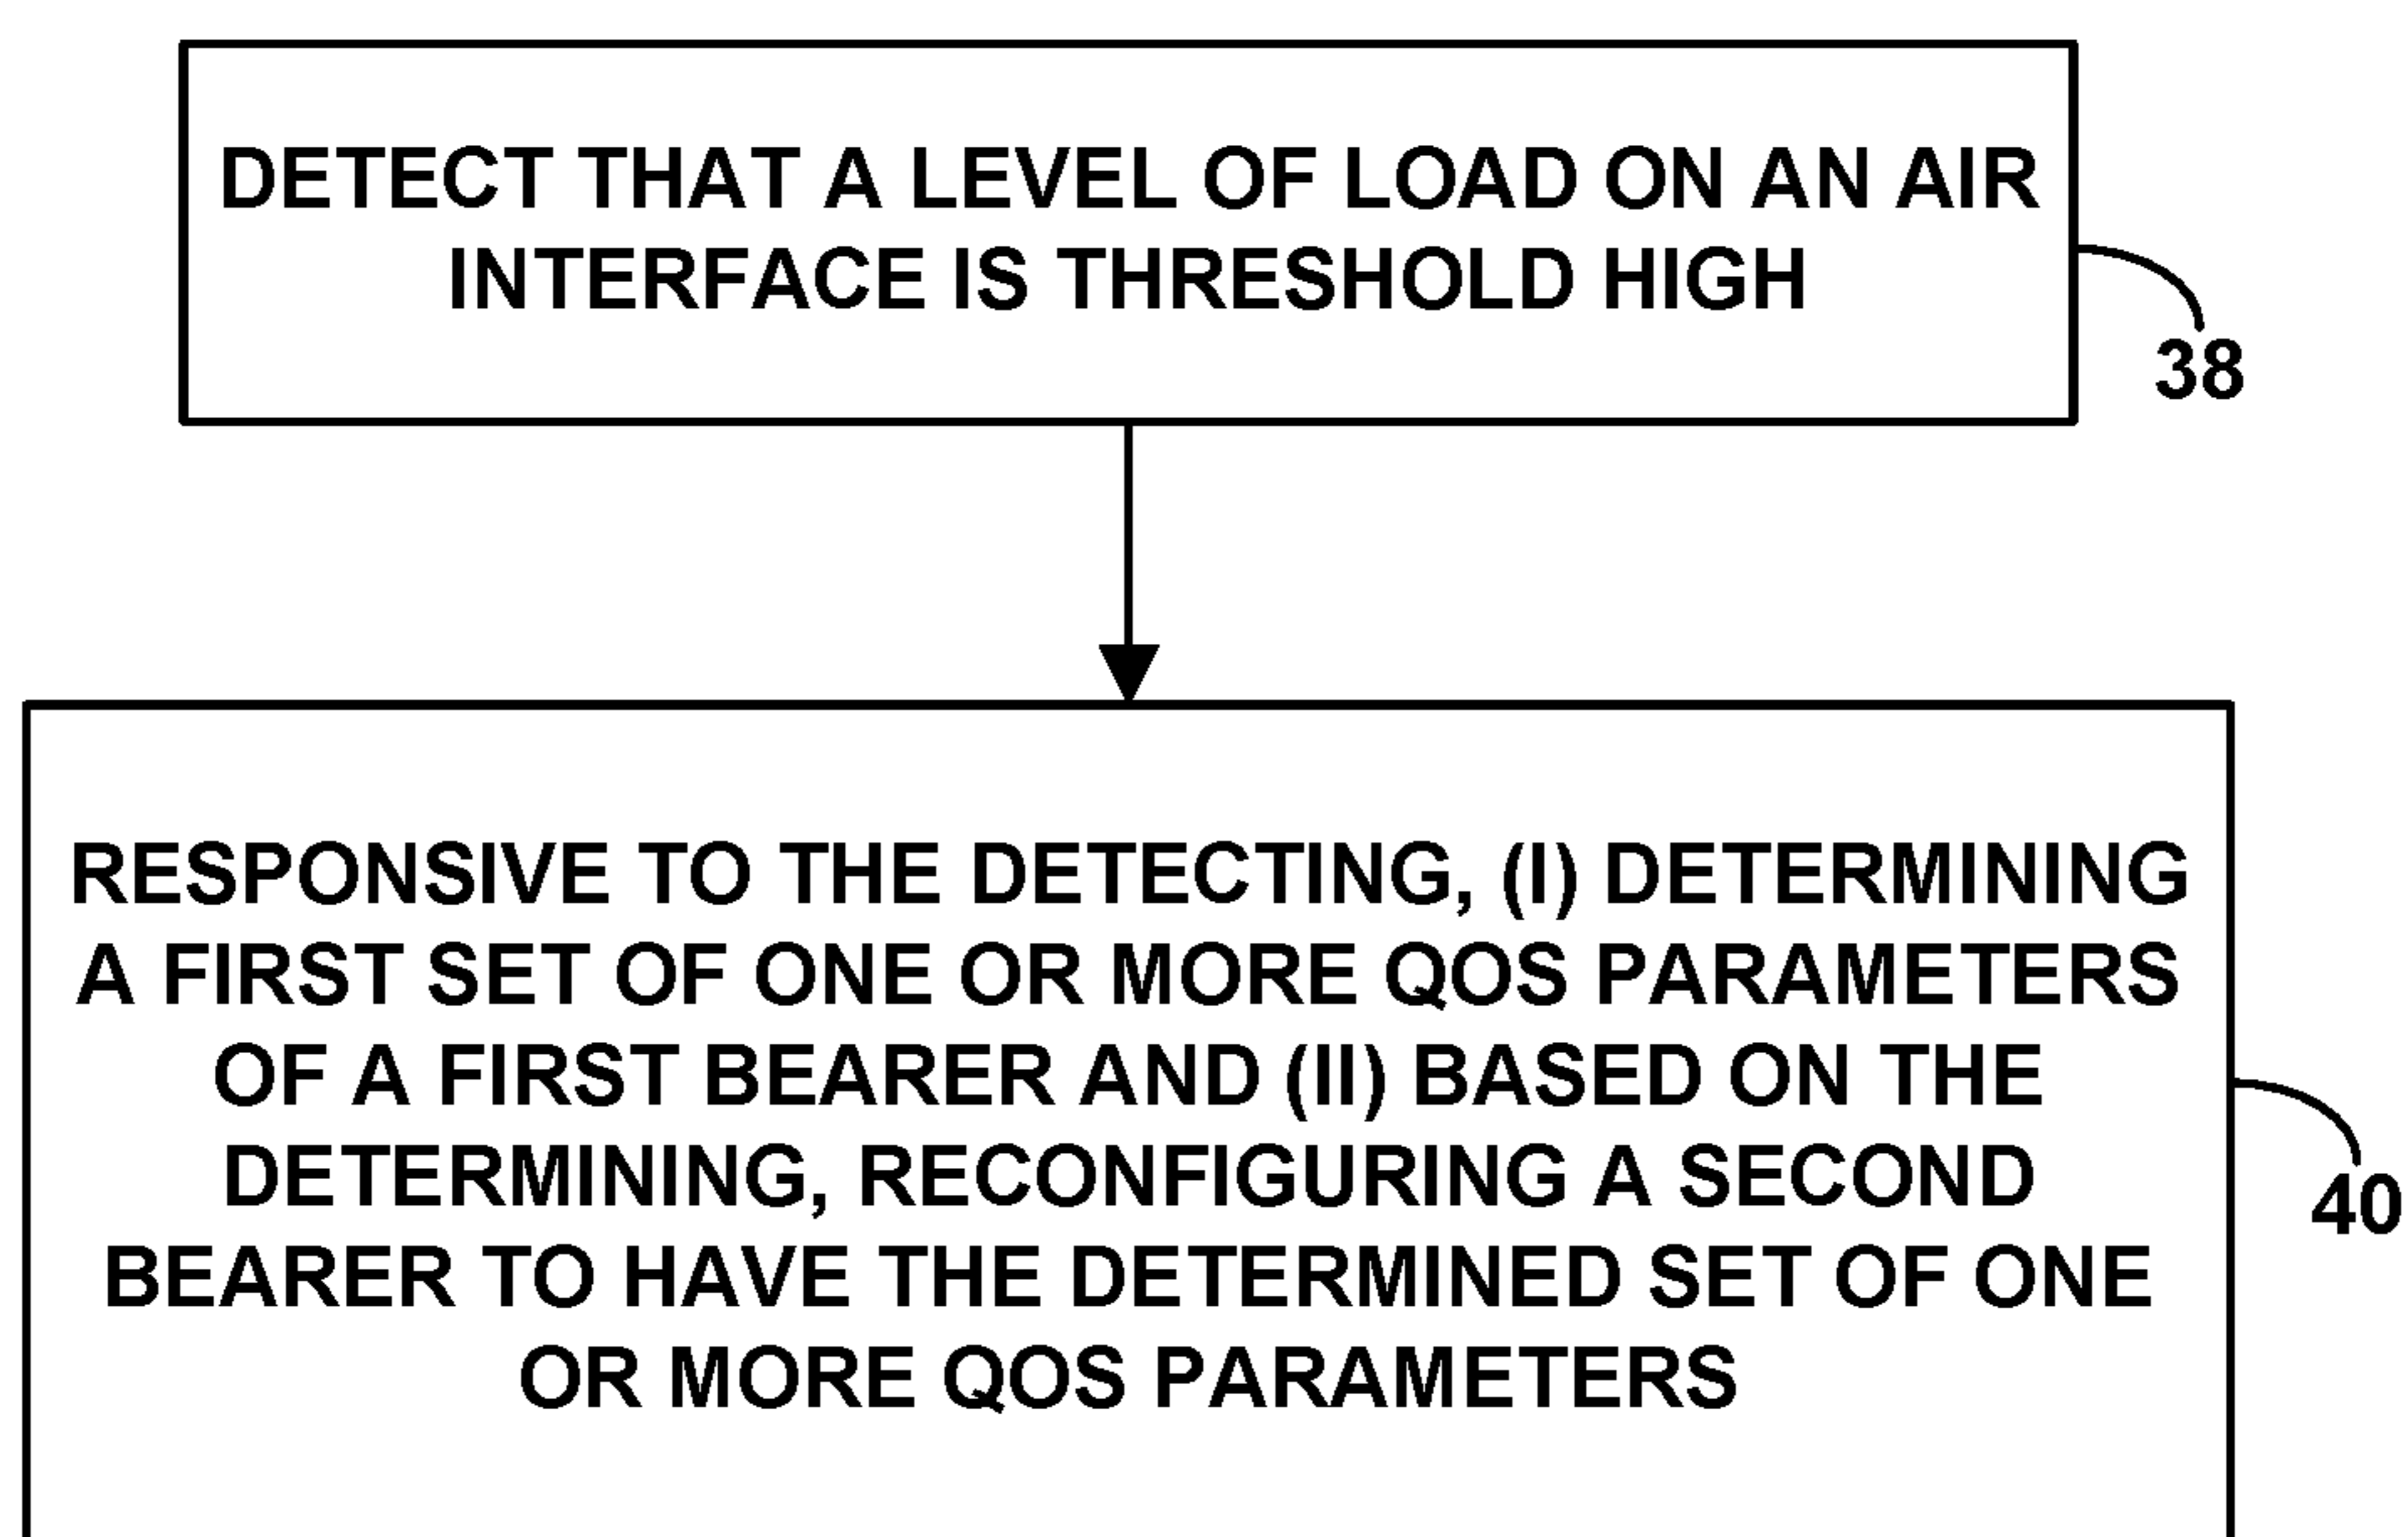 DETECT THAT A LEVEL OF LOAD ON AN AIR
INTERFACE IS THRESHOLD HIGH
38
RESPONSIVE TO THE DETECTING, (I) DETERMINING
A FIRST SET OF ONE OR MORE QOS PARAMETERS
OF A FIRST BEARER AND (II) BASED ON THE
DETERMINING, RECONFIGURING A SECOND
BEARER TO HAVE THE DETERMINED SET OF ONE
OR MORE QOS PARAMETERS
40